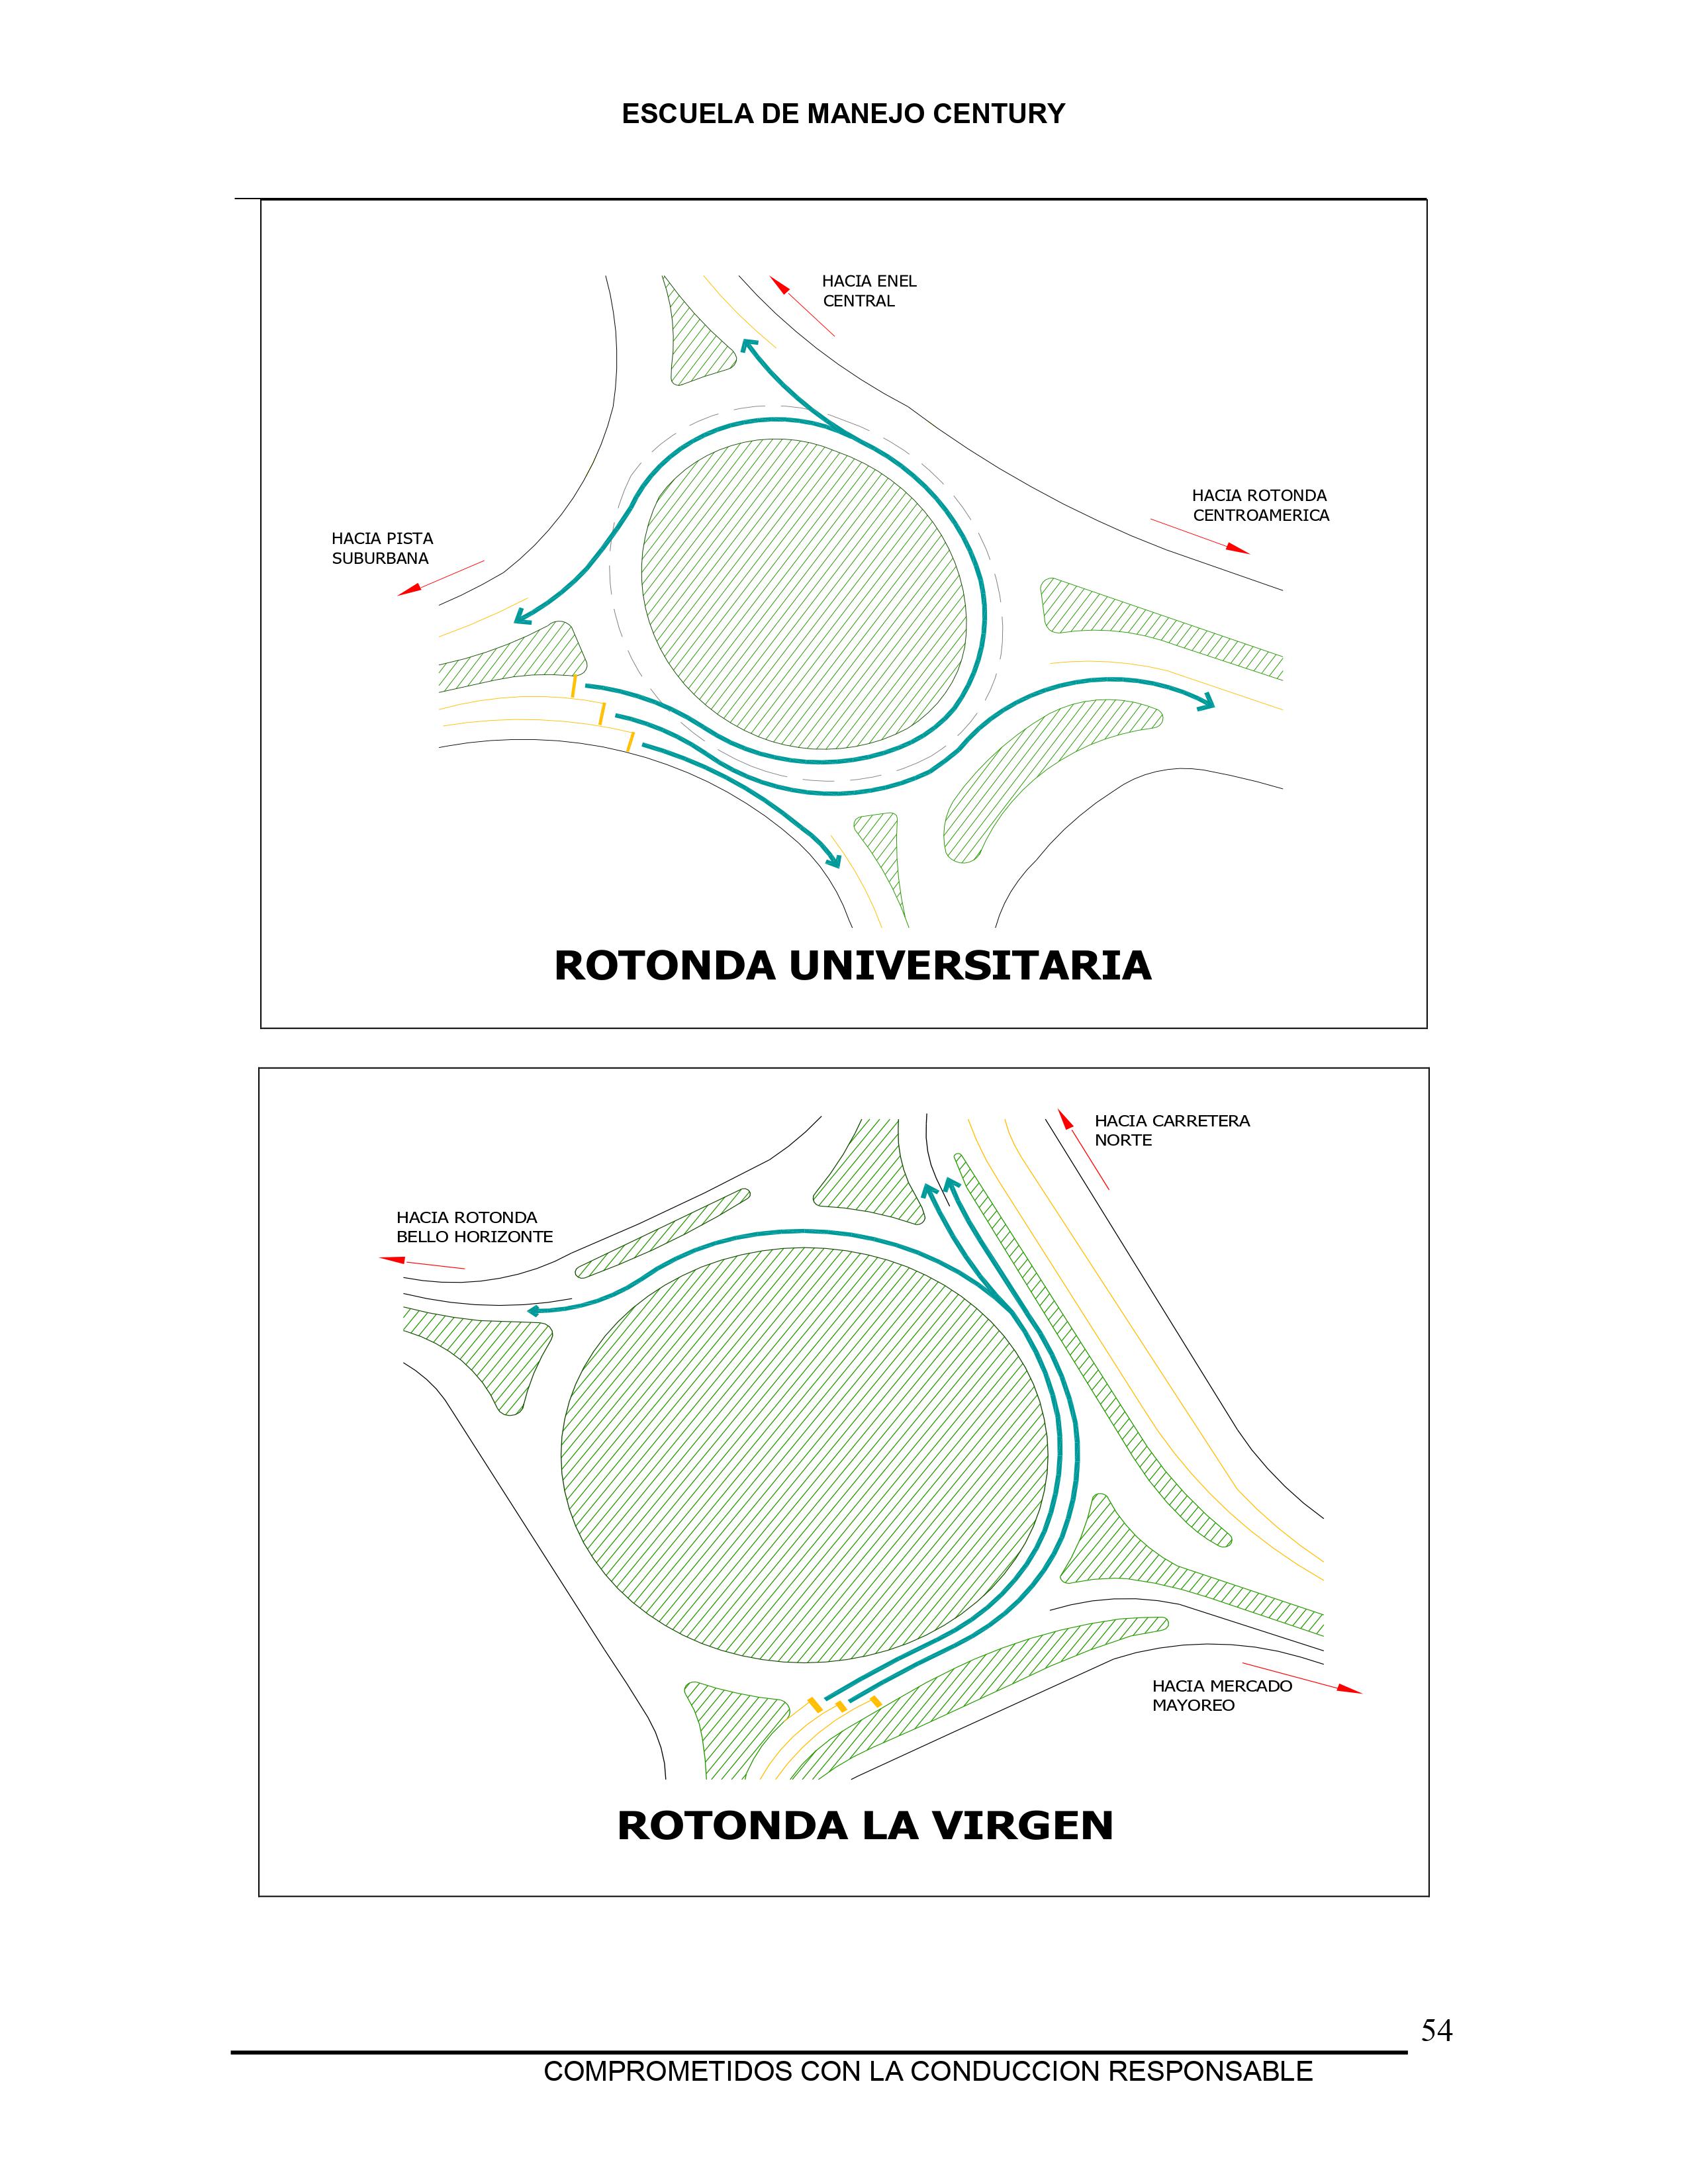 ESCUELA DE MANEJO CENTURY
HACIA ENEL
CENTRAL
HACIA ROTONDA
CENTROAMERICA
HACIA PISTA
SUBURBANA
ROTONDA UNIVERSITARIA
HACIA CARRETERA
NORTE
HACIA ROTONDA
BELLO HORIZONTE
HACIA MERCADO
MAYOREO
ROTONDA LA VIRGEN
54
COMPROMETIDOS CON LA CONDUCCION RESPONSABLE